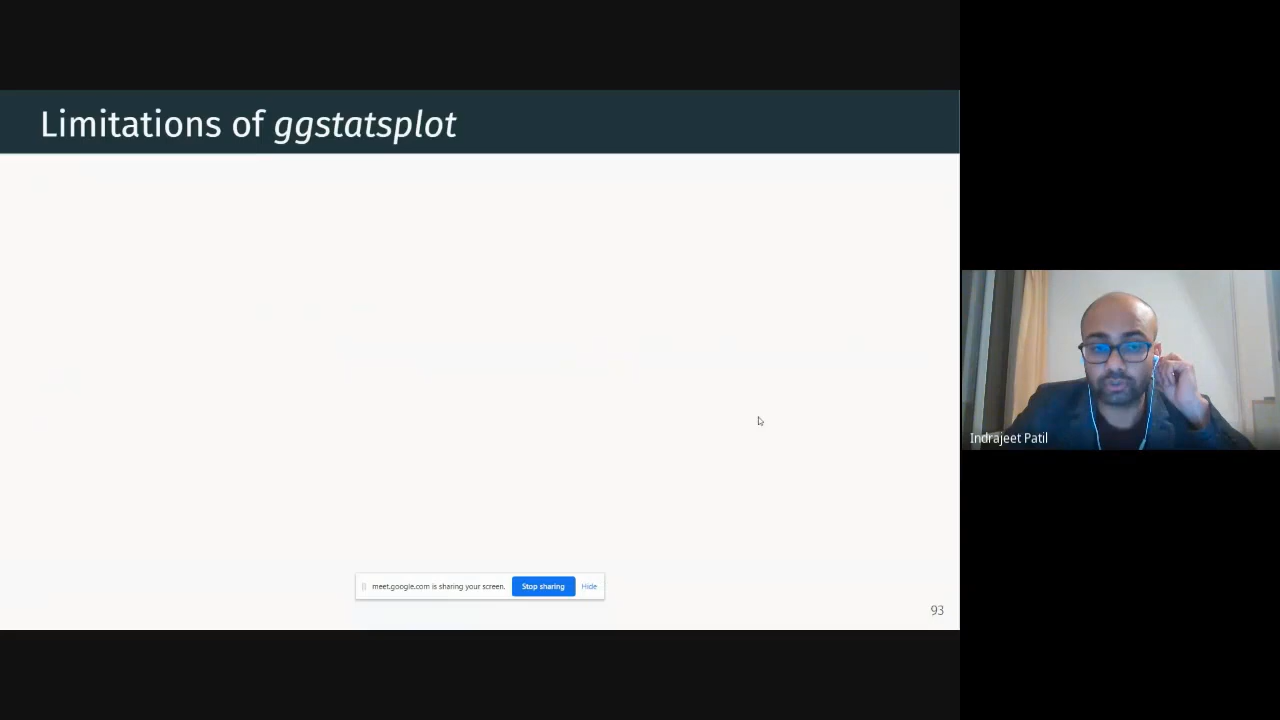 Limitations of ggstatsplot
Indrajeet Patil
meet.google.com is sharing your screen. Stop sharing Hide
93